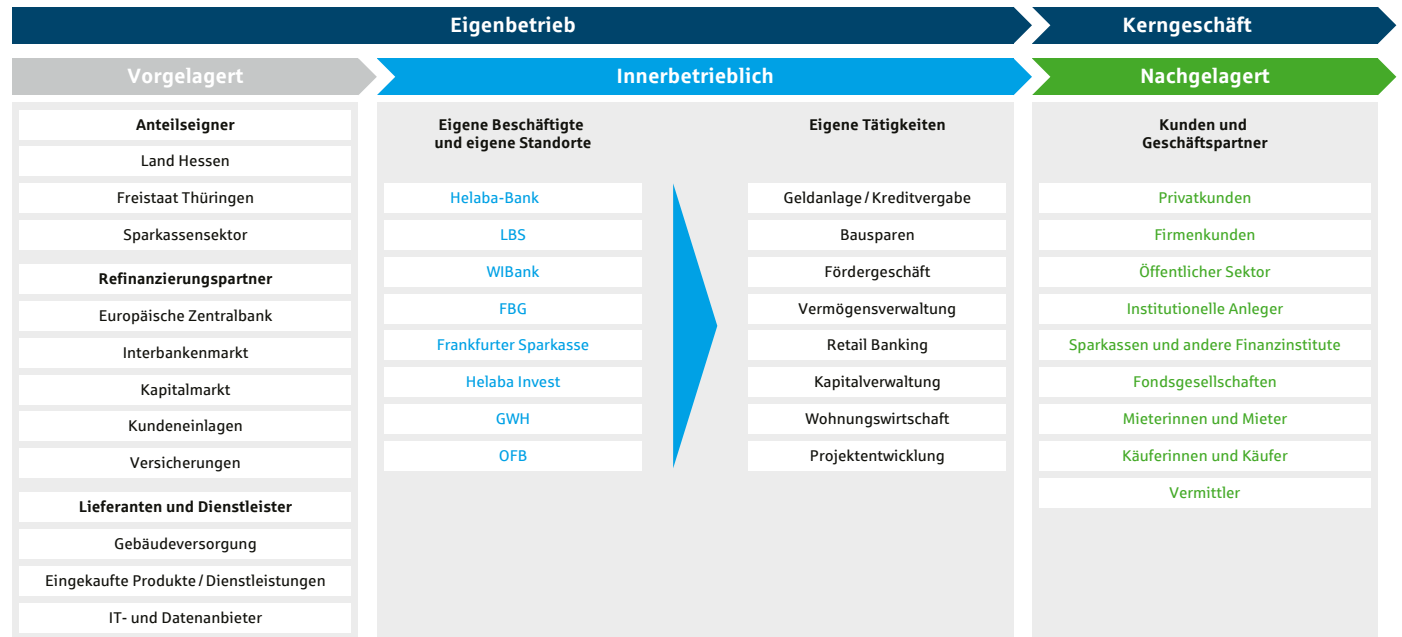 Eigenbetrieb
Kerngeschäft
Vorgelagert
Innerbetrieblich
Nachgelagert
Anteilseigner
Land Hessen
Freistaat Thüringen
Sparkassensektor
Refinanzierungspartner
Europäische Zentralbank
Interbankenmarkt
Kapitalmarkt
Kundeneinlagen
Versicherungen
Lieferanten und Dienstleister
Gebäudeversorgung
Eingekaufte Produkte / Dienstleistungen
IT- und Datenanbieter
Eigene Beschäftigte
und eigene Standorte
Helaba-Bank
LBS
WIBank
FBG
Frankfurter Sparkasse
Helaba Invest
GWH
OFB
Eigene Tätigkeiten
Geldanlage / Kreditvergabe
Bausparen
Fördergeschäft
Vermögensverwaltung
Retail Banking
Kapitalverwaltung
Wohnungswirtschaft
Projektentwicklung
Kunden und
Geschäftspartner
Privatkunden
Firmenkunden
Öffentlicher Sektor
Institutionelle Anleger
Sparkassen und andere Finanzinstitute
Fondsgesellschaften
Mieterinnen und Mieter
Käuferinnen und Käufer
Vermittler